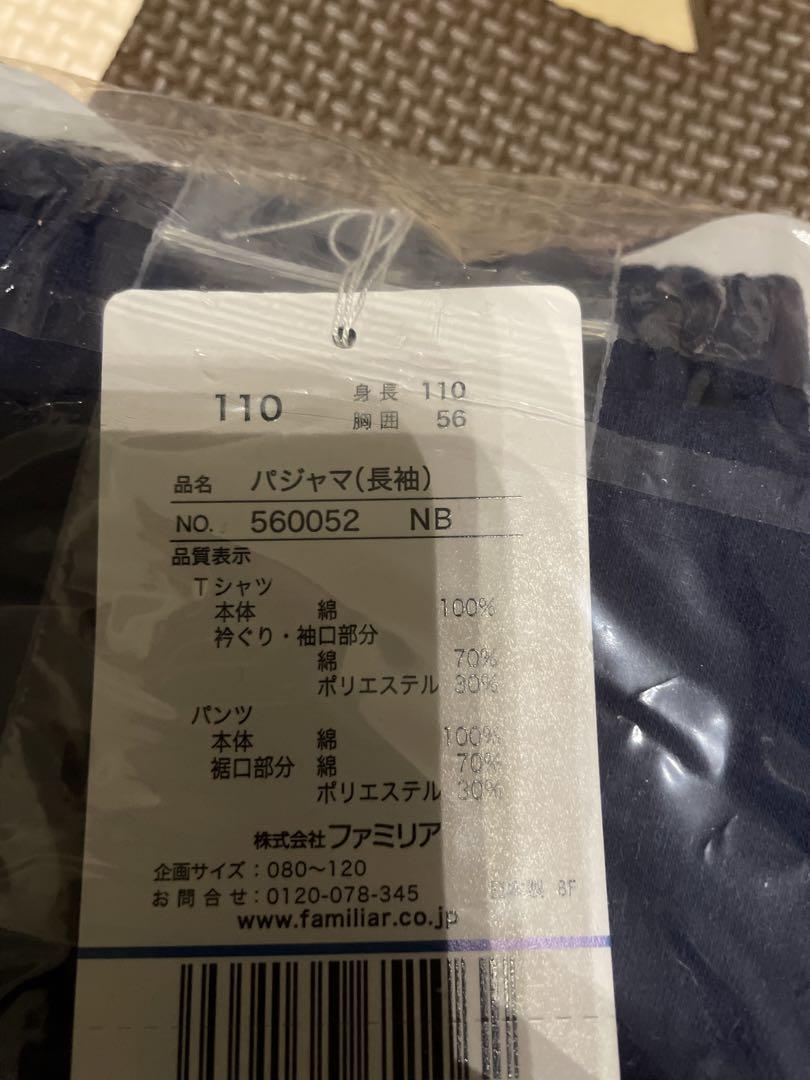 110
身長 110
胸囲 56
品名 パジャマ(長袖)
NO. 560052 NB
品質表示
Tシャツ
本体 綿 100%
衿ぐり・袖口部分
綿 70%
ポリエステル 30%
パンツ
本体 綿 100%
裾口部分 綿 70%
ポリエステル 30%
株式会社ファミリア
企画サイズ:080〜120
お問合せ:0120-078-345
日本製 8F
www.familiar.co.jp